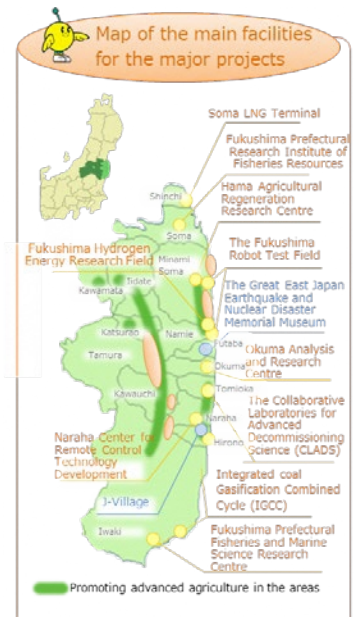 Map of the main facilities
for the major projects
Soma LNG Terminal
Fukushima Prefectural
Research Institute of
Fisheries Resources
Hama Agricultural
Regeneration
Research Centre
Shinchi
Soma
Fukushima Hydrogen
Energy Research Field
Minami
Soma
The Fukushima
Robot Test Field
Iidate
Kawamata
The Great East Japan
Earthquake and
Nuclear Disaster
Memorial Museum
Katsurao
Namie
Futaba
Tamura
Okuma
Okuma Analysis
and Research
Centre
Tomioka
Kawauchi
The Collaborative
Laboratories for
Advanced
Decommissioning
Science (CLADS)
Naraha
Hirono
Naraha Center for
Remote Control
Technology
Development
Integrated coal
Gasification Combined
Cycle (IGCC)
J-Village
Iwaki
Fukushima Prefectural
Fisheries and Marine
Science Research
Centre
Promoting advanced agriculture in the areas